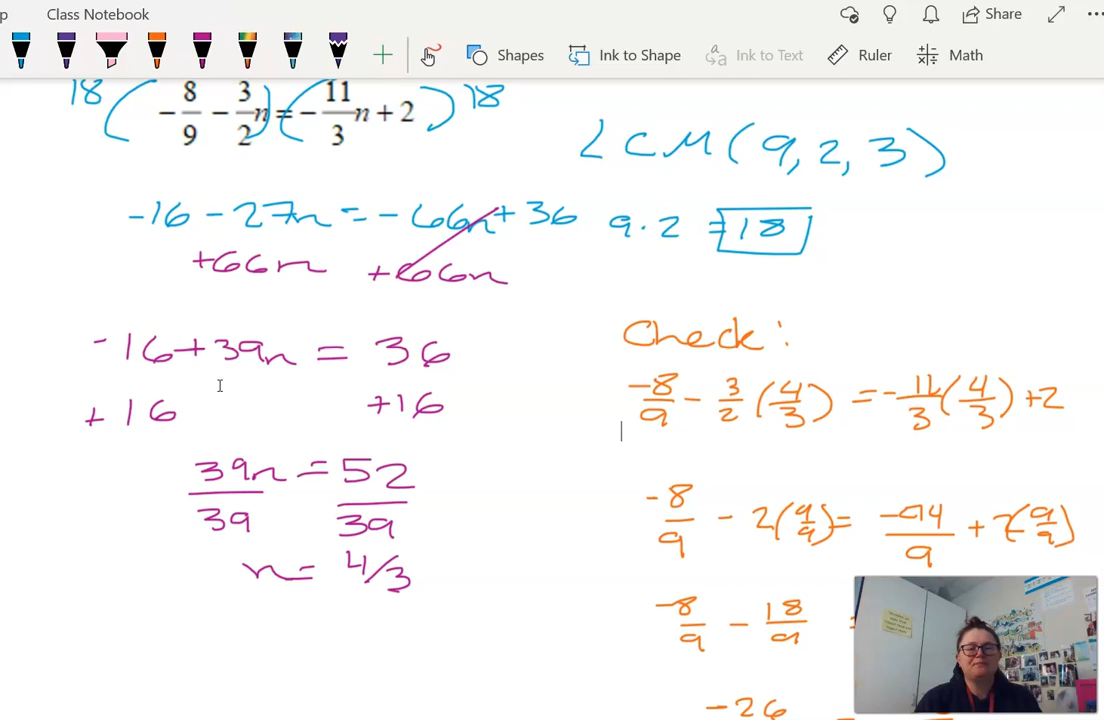 p Class Notebook Share
+ Shapes Ink to Shape Ink to Text Ruler Math
18 ( -8/9 - 3/2 n ) = ( -11/3 n + 2 ) 18
LCM (9, 2, 3)
-16 - 27n = -66n + 36
9 · 2 = 18
+66n +66n
Check:
-16 + 39n = 36
-8/9 - 3/2 (4/3) = -11/3 (4/3) + 2
+16 +16
39n/39 = 52/39
-8/9 - 2(9/9) = -44/9 + 2(9/9)
n = 4/3
-8/9 - 18/9 =
-26